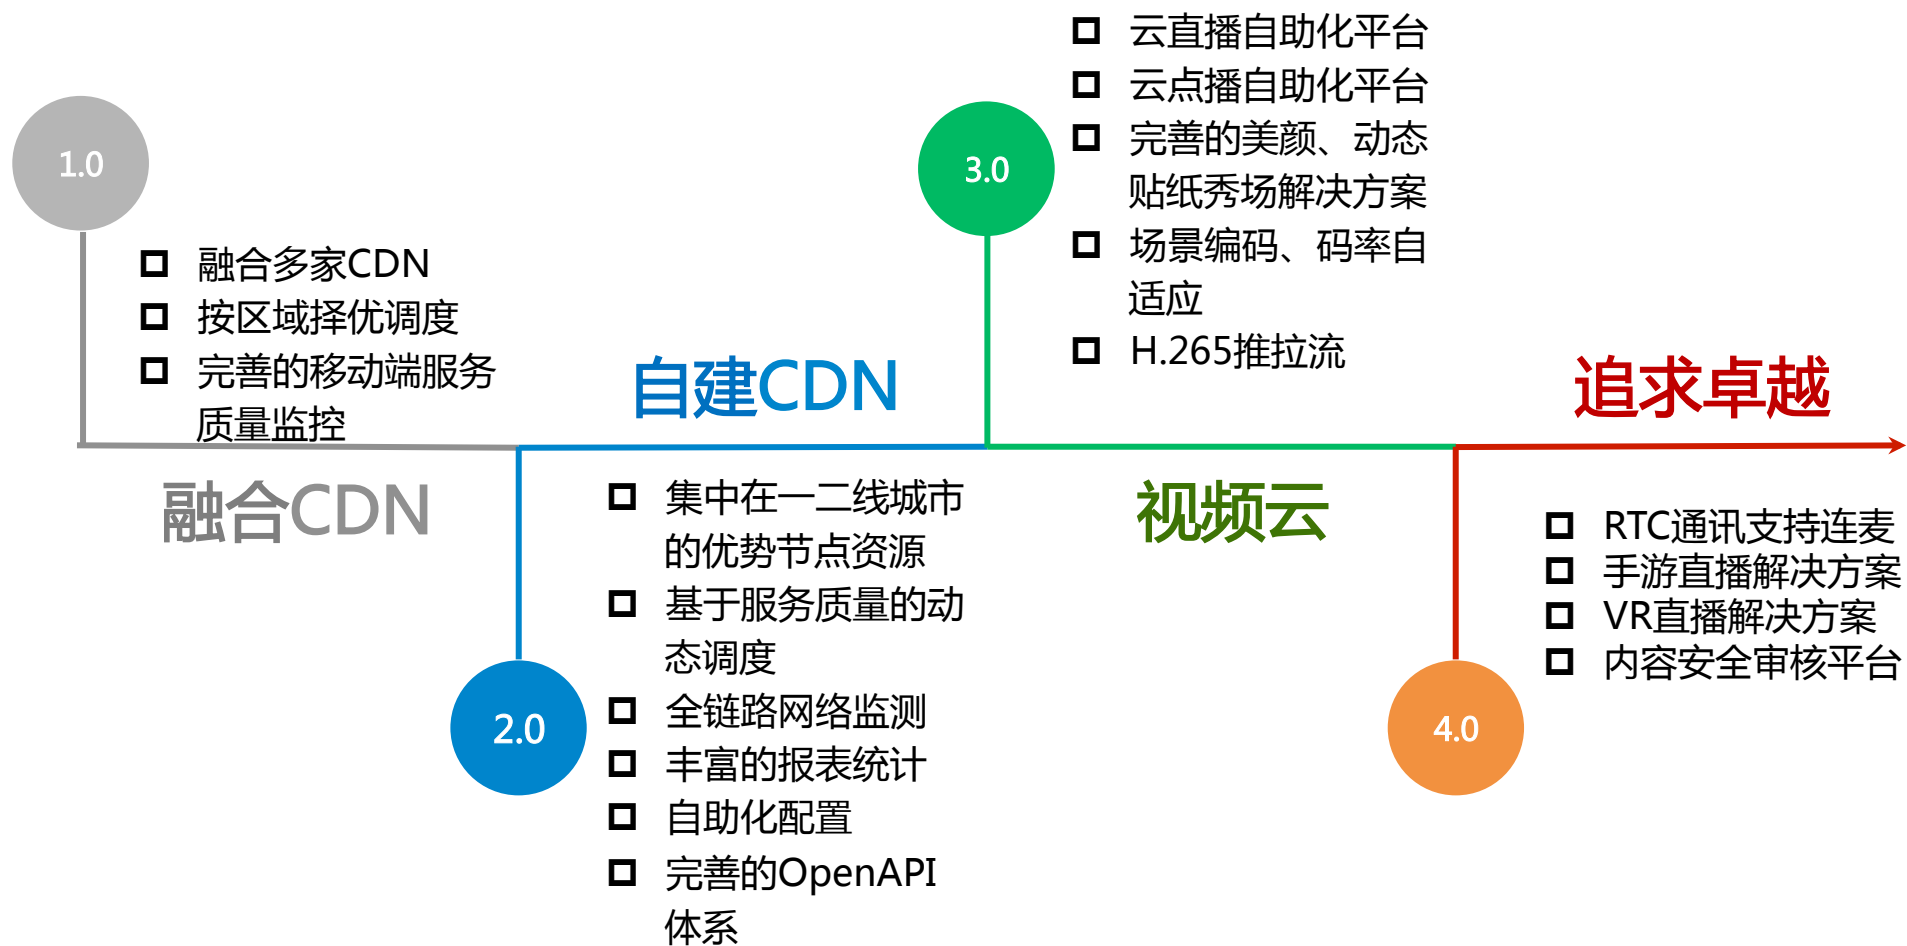 1.0
融合多家CDN
按区域择优调度
完善的移动端服务
质量监控
融合CDN
自建CDN
2.0
集中在一二线城市
的优势节点资源
基于服务质量的动
态调度
全链路网络监测
丰富的报表统计
自助化配置
完善的OpenAPI
体系
3.0
云直播自助化平台
云点播自助化平台
完善的美颜、动态
贴纸秀场解决方案
场景编码、码率自
适应
H.265推拉流
视频云
追求卓越
4.0
RTC通讯支持连麦
手游直播解决方案
VR直播解决方案
内容安全审核平台